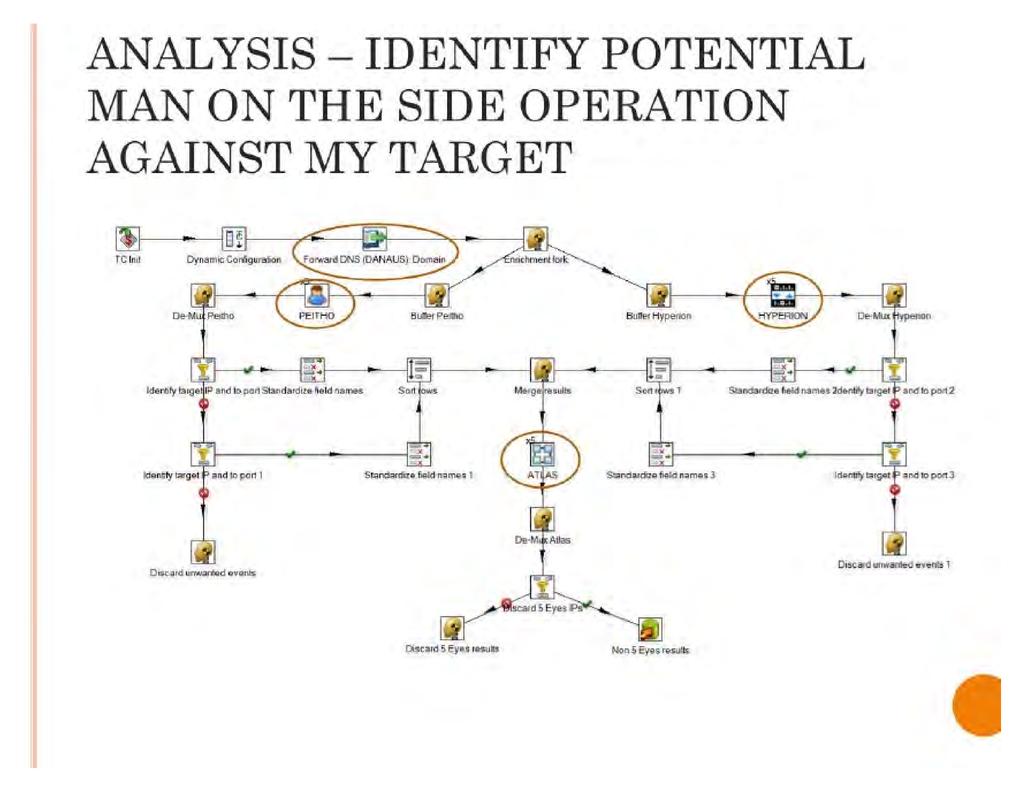 ANALYSIS – IDENTIFY POTENTIAL
MAN ON THE SIDE OPERATION
AGAINST MY TARGET
TC Init
Dynamic Configuration
Forward DNS (DANAUS): Domain
Enrichment fork
x5
De-Mux Peitho
PEITHO
Buffer Peitho
Buffer Hyperion
x5
HYPERION
De-Mux Hyperion
Identify target IP and to port
Standardize field names
Sort rows
Merge results
Sort rows 1
Standardize field names 2
Identify target IP and to port 2
Identify target IP and to port 1
Standardize field names 1
x5
ATLAS
Standardize field names 3
Identify target IP and to port 3
De-Mux Atlas
Discard unwanted events
Discard unwanted events 1
Discard 5 Eyes IPs
Discard 5 Eyes results
Non 5 Eyes results